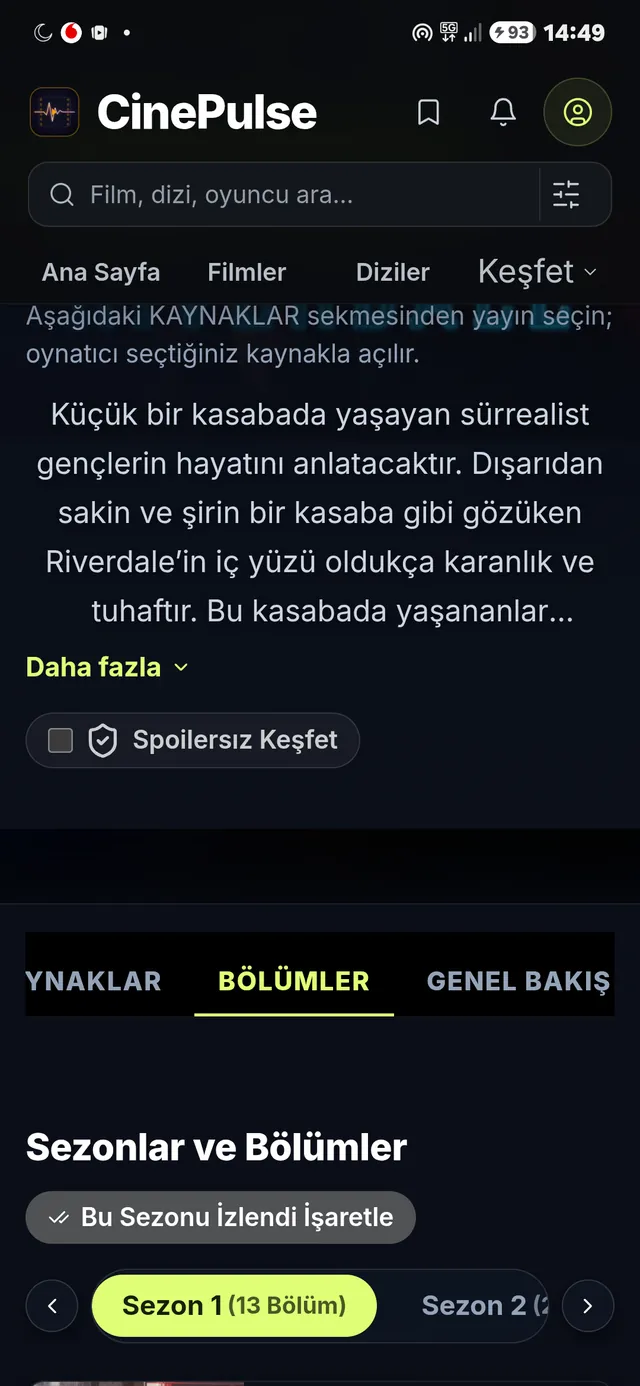 5G
93
14:49
CinePulse
Film, dizi, oyuncu ara...
Ana Sayfa
Filmler
Diziler
Keşfet
Aşağıdaki KAYNAKLAR sekmesinden yayın seçin;
oynatıcı seçtiğiniz kaynakla açılır.
Küçük bir kasabada yaşayan sürrealist
gençlerin hayatını anlatacaktır. Dışarıdan
sakin ve şirin bir kasaba gibi gözüken
Riverdale’in iç yüzü oldukça karanlık ve
tuhaftır. Bu kasabada yaşananlar...
Daha fazla
Spoilersız Keşfet
YNAKLAR
BÖLÜMLER
GENEL BAKIŞ
Sezonlar ve Bölümler
Bu Sezonu İzlendi İşaretle
Sezon 1 (13 Bölüm)
Sezon 2 (2